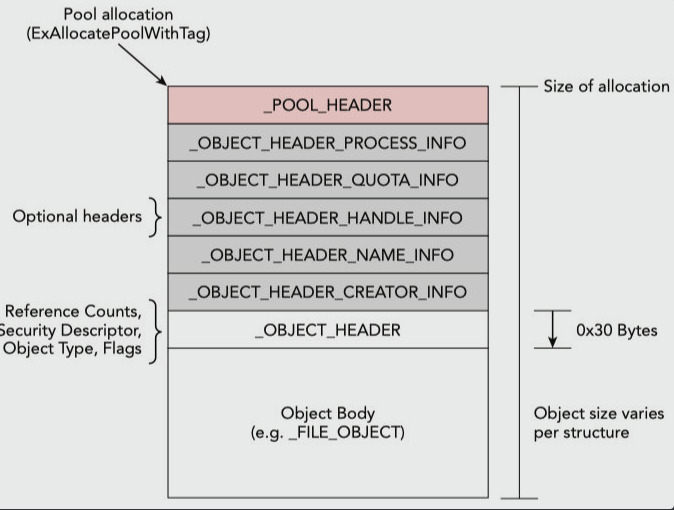 Pool allocation
(ExAllocatePoolWithTag)
Size of allocation
_POOL_HEADER
_OBJECT_HEADER_PROCESS_INFO
_OBJECT_HEADER_QUOTA_INFO
Optional headers
_OBJECT_HEADER_HANDLE_INFO
_OBJECT_HEADER_NAME_INFO
_OBJECT_HEADER_CREATOR_INFO
Reference Counts,
Security Descriptor,
Object Type, Flags
_OBJECT_HEADER
0x30 Bytes
Object Body
(e.g. _FILE_OBJECT)
Object size varies
per structure